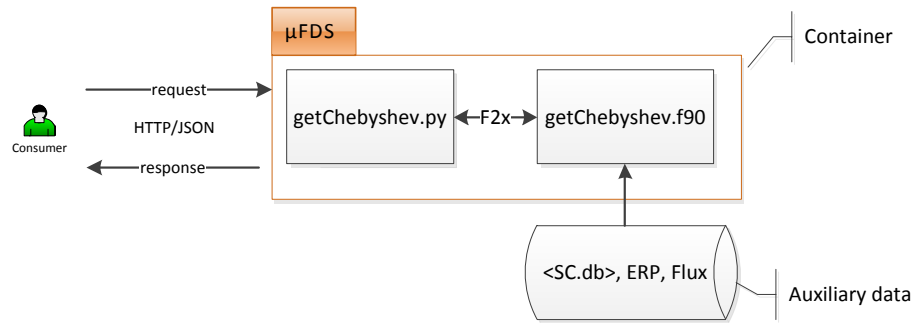 µFDS
Container
request
getChebyshev.py
F2x
getChebyshev.f90
HTTP/JSON
Consumer
response
<SC.db>, ERP, Flux
Auxiliary data